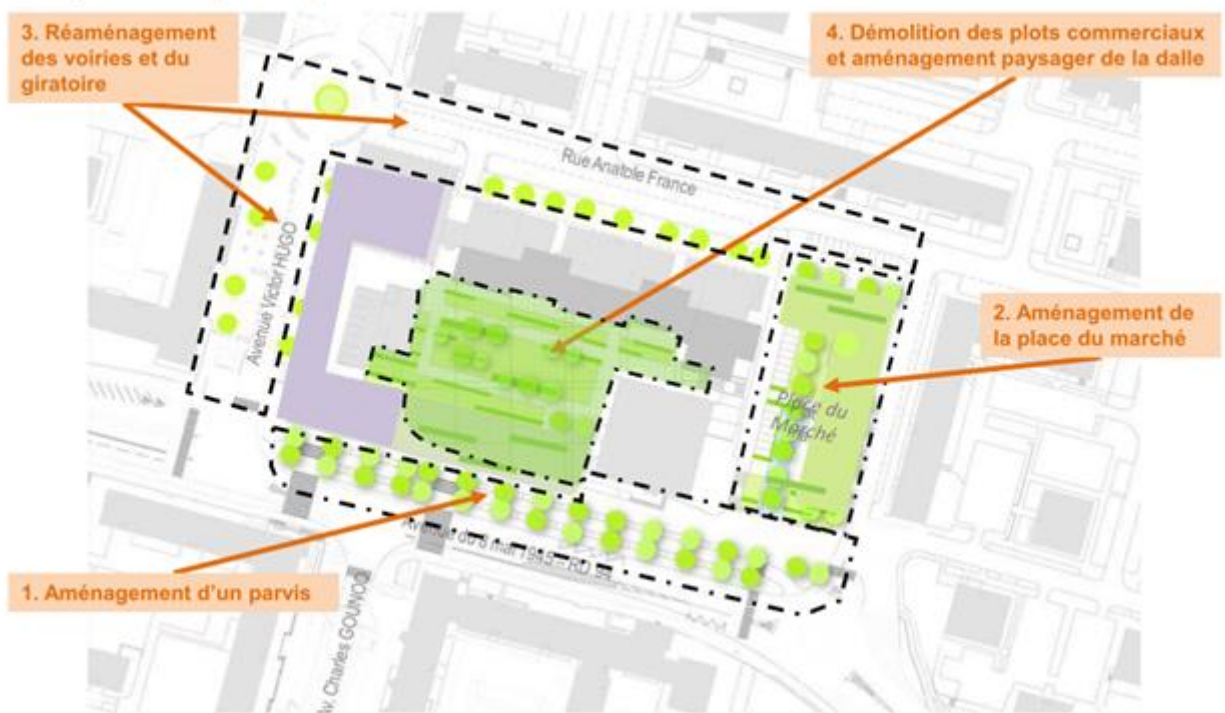 3. Réaménagement
des voiries et du
giratoire
4. Démolition des plots commerciaux
et aménagement paysager de la dalle
Rue Anatole France
Avenue Victor HUGO
2. Aménagement de
la place du marché
Place du
Marché
Avenue du 8 mai 1945 - RD 94
1. Aménagement d'un parvis
Av. Charles GOUNOD